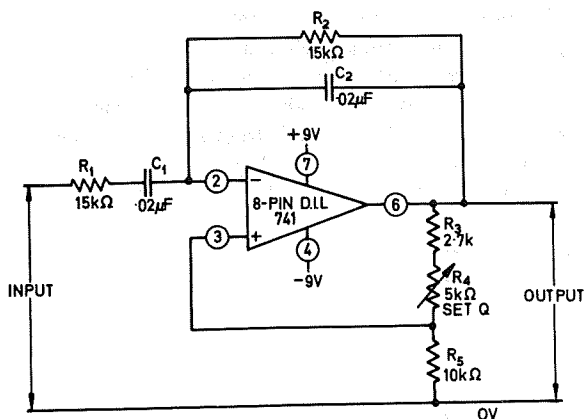 R2
15kΩ
C2
·02µF
+9V
R1
15kΩ
C1
·02µF
2
−
7
8-PIN D.I.L
741
6
3
+
4
−9V
R3
2·7k
R4
5kΩ
SET Q
INPUT
OUTPUT
R5
10kΩ
0V